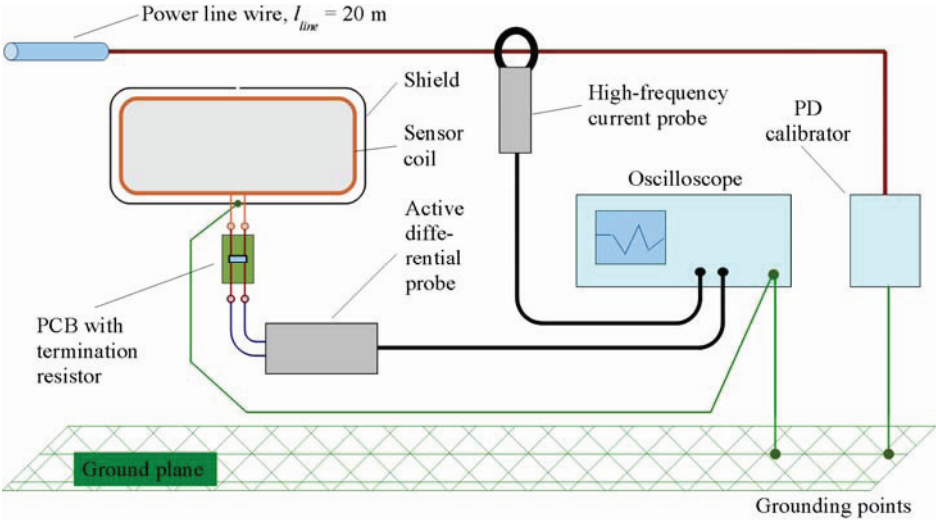 Power line wire, l_line = 20 m
Shield
Sensor
coil
High-frequency
current probe
PD
calibrator
Oscilloscope
Active
diffe-
rential
probe
PCB with
termination
resistor
Ground plane
Grounding points